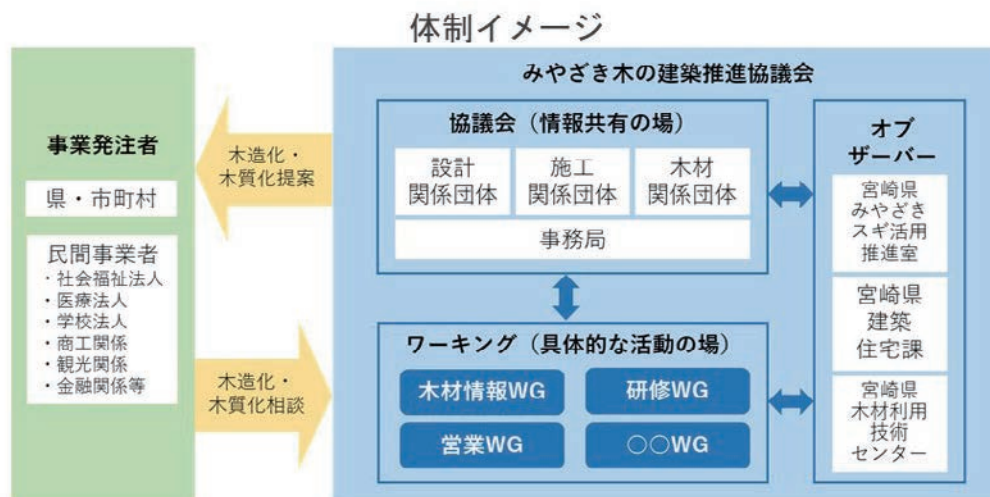 体制イメージ
事業発注者
県・市町村
民間事業者
・社会福祉法人
・医療法人
・学校法人
・商工関係
・観光関係
・金融関係等
木造化・
木質化提案
木造化・
木質化相談
みやざき木の建築推進協議会
協議会（情報共有の場）
設計
関係団体
施工
関係団体
木材
関係団体
事務局
ワーキング（具体的な活動の場）
木材情報WG
研修WG
営業WG
○○WG
オブ
ザーバー
宮崎県
みやざき
スギ活用
推進室
宮崎県
建築
住宅課
宮崎県
木材利用
技術
センター